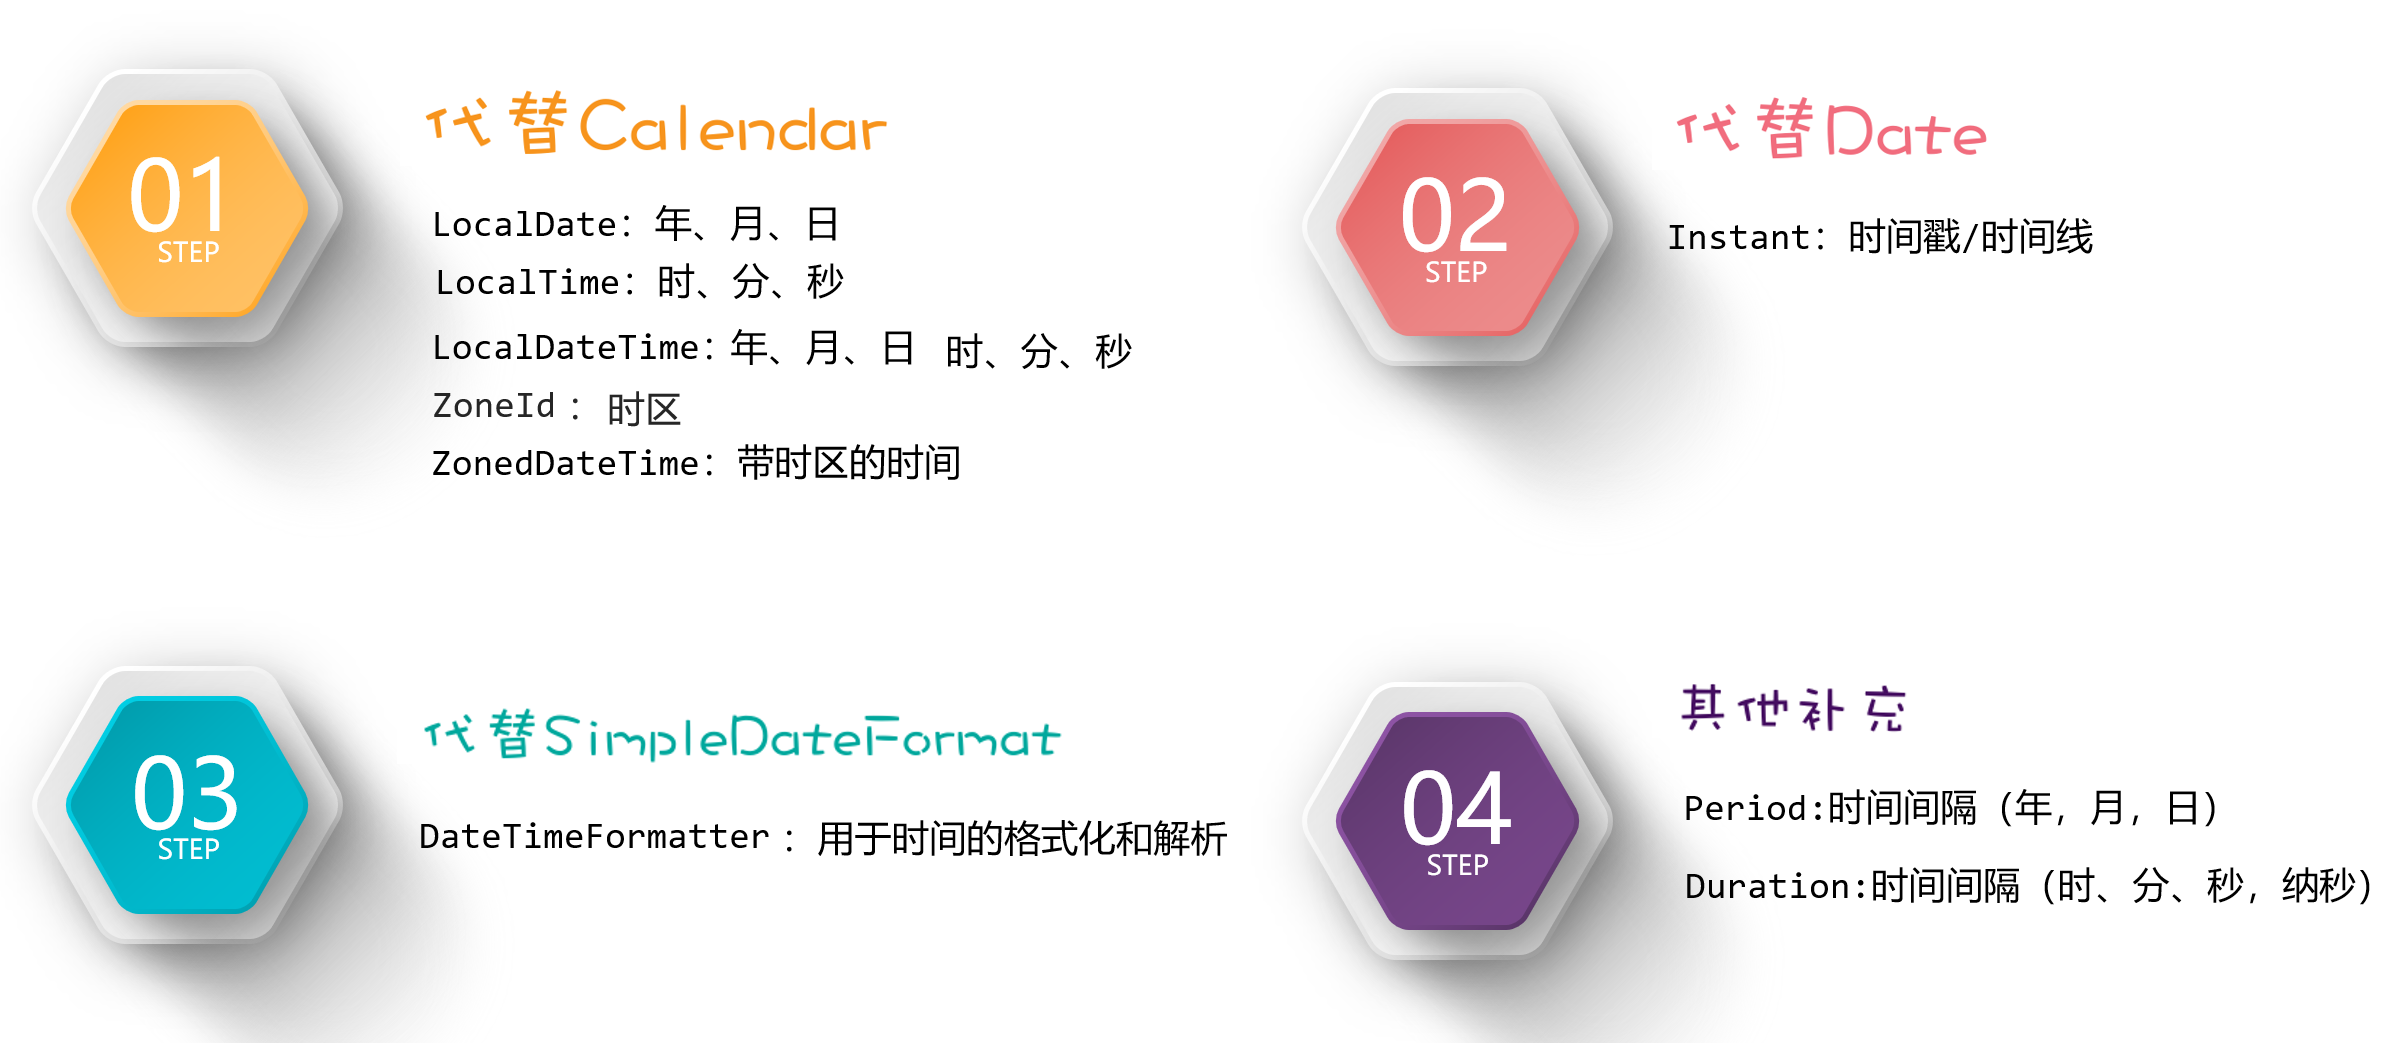 01
STEP
代替Calendar
LocalDate：年、月、日
LocalTime：时、分、秒
LocalDateTime：年、月、日 时、分、秒
ZoneId： 时区
ZonedDateTime：带时区的时间
02
STEP
代替Date
Instant：时间戳/时间线
03
STEP
代替SimpleDateFormat
DateTimeFormatter： 用于时间的格式化和解析
04
STEP
其他补充
Period:时间间隔（年，月，日）
Duration:时间间隔（时、分、秒，纳秒）